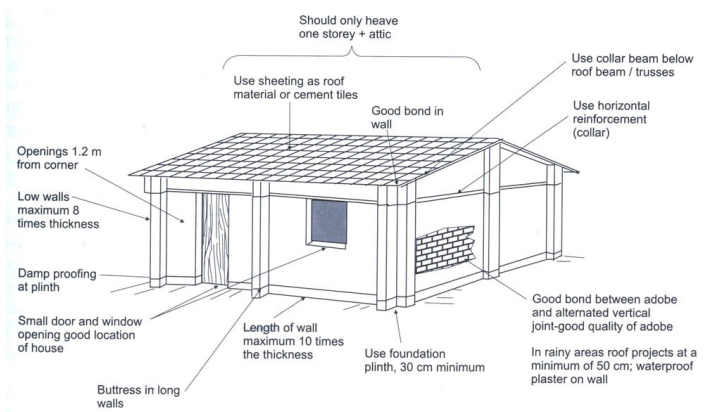 Should only heave
one storey + attic
Use sheeting as roof
material or cement tiles
Good bond in
wall
Use collar beam below
roof beam / trusses
Use horizontal
reinforcement
(collar)
Openings 1.2 m
from corner
Low walls
maximum 8
times thickness
Damp proofing
at plinth
Small door and window
opening good location
of house
Buttress in long
walls
Length of wall
maximum 10 times
the thickness
Use foundation
plinth, 30 cm minimum
Good bond between adobe
and alternated vertical
joint-good quality of adobe
In rainy areas roof projects at a
minimum of 50 cm; waterproof
plaster on wall